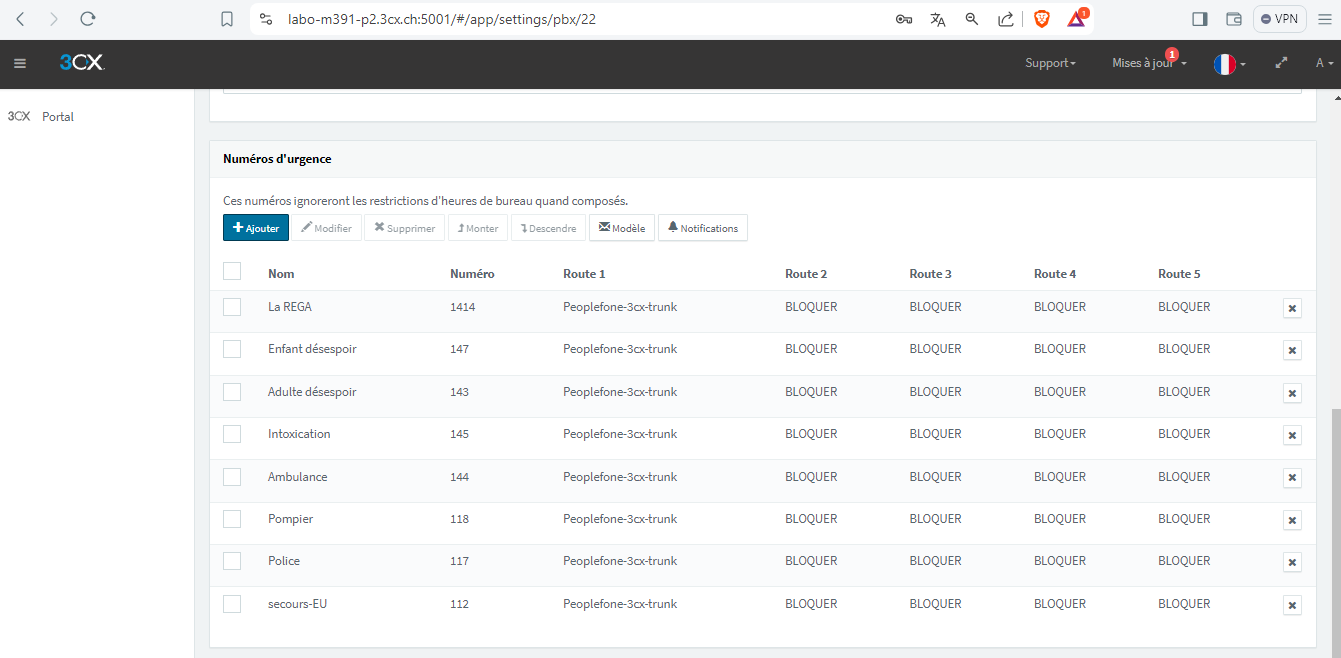 labo-m391-p2.3cx.ch:5001/#/app/settings/pbx/22
1
VPN
3CX
Support
Mises à jour
1
A
3CX Portal
Numéros d'urgence
Ces numéros ignoreront les restrictions d'heures de bureau quand composés.
Ajouter Modifier Supprimer Monter Descendre Modèle Notifications
Nom Numéro Route 1 Route 2 Route 3 Route 4 Route 5
La REGA 1414 Peoplefone-3cx-trunk BLOQUER BLOQUER BLOQUER BLOQUER
Enfant désespoir 147 Peoplefone-3cx-trunk BLOQUER BLOQUER BLOQUER BLOQUER
Adulte désespoir 143 Peoplefone-3cx-trunk BLOQUER BLOQUER BLOQUER BLOQUER
Intoxication 145 Peoplefone-3cx-trunk BLOQUER BLOQUER BLOQUER BLOQUER
Ambulance 144 Peoplefone-3cx-trunk BLOQUER BLOQUER BLOQUER BLOQUER
Pompier 118 Peoplefone-3cx-trunk BLOQUER BLOQUER BLOQUER BLOQUER
Police 117 Peoplefone-3cx-trunk BLOQUER BLOQUER BLOQUER BLOQUER
secours-EU 112 Peoplefone-3cx-trunk BLOQUER BLOQUER BLOQUER BLOQUER